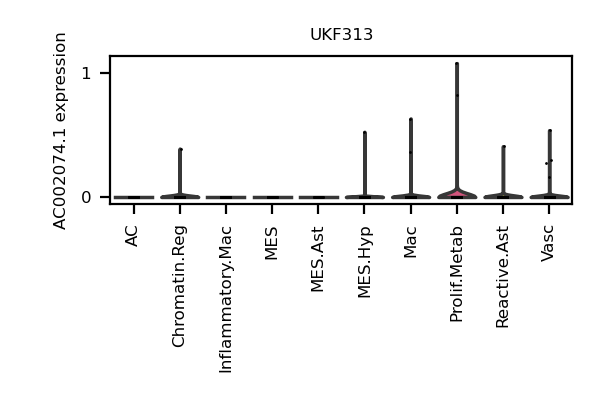 UKF313
AC002074.1 expression
1
0
AC
Chromatin.Reg
Inflammatory.Mac
MES
MES.Ast
MES.Hyp
Mac
Prolif.Metab
Reactive.Ast
Vasc